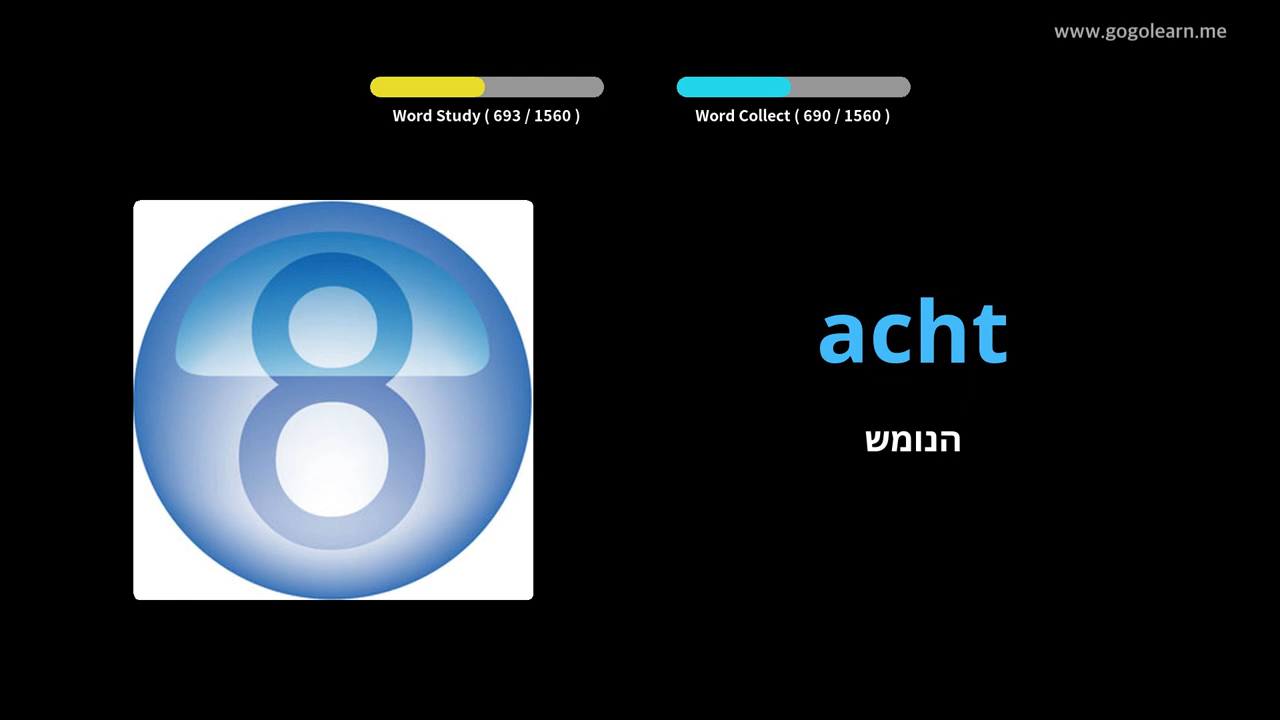 www.gogolearn.me
Word Study ( 693 / 1560 )
Word Collect ( 690 / 1560 )
8
acht
הנומש